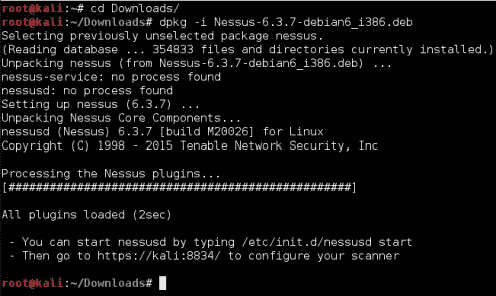 root@kali:~# cd Downloads/
root@kali:~/Downloads# dpkg -i Nessus-6.3.7-debian6_i386.deb
Selecting previously unselected package nessus.
(Reading database ... 354833 files and directories currently installed.)
Unpacking nessus (from Nessus-6.3.7-debian6_i386.deb) ...
nessus-service: no process found
nessusd: no process found
Setting up nessus (6.3.7) ...
Unpacking Nessus Core Components...
nessusd (Nessus) 6.3.7 [build M20026] for Linux
Copyright (C) 1998 - 2015 Tenable Network Security, Inc
Processing the Nessus plugins...
[##################################################]
All plugins loaded (2sec)
- You can start nessusd by typing /etc/init.d/nessusd start
- Then go to https://kali:8834/ to configure your scanner
root@kali:~/Downloads#